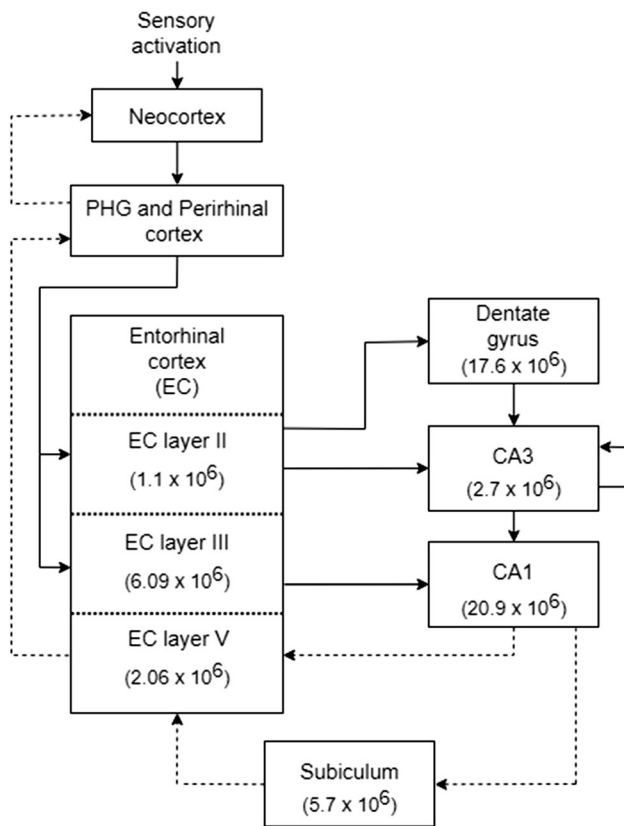 Sensory
activation
Neocortex
PHG and Perirhinal
cortex
Entorhinal
cortex
(EC)
EC layer II
(1.1 x 10⁶)
EC layer III
(6.09 x 10⁶)
EC layer V
(2.06 x 10⁶)
Dentate
gyrus
(17.6 x 10⁶)
CA3
(2.7 x 10⁶)
CA1
(20.9 x 10⁶)
Subiculum
(5.7 x 10⁶)